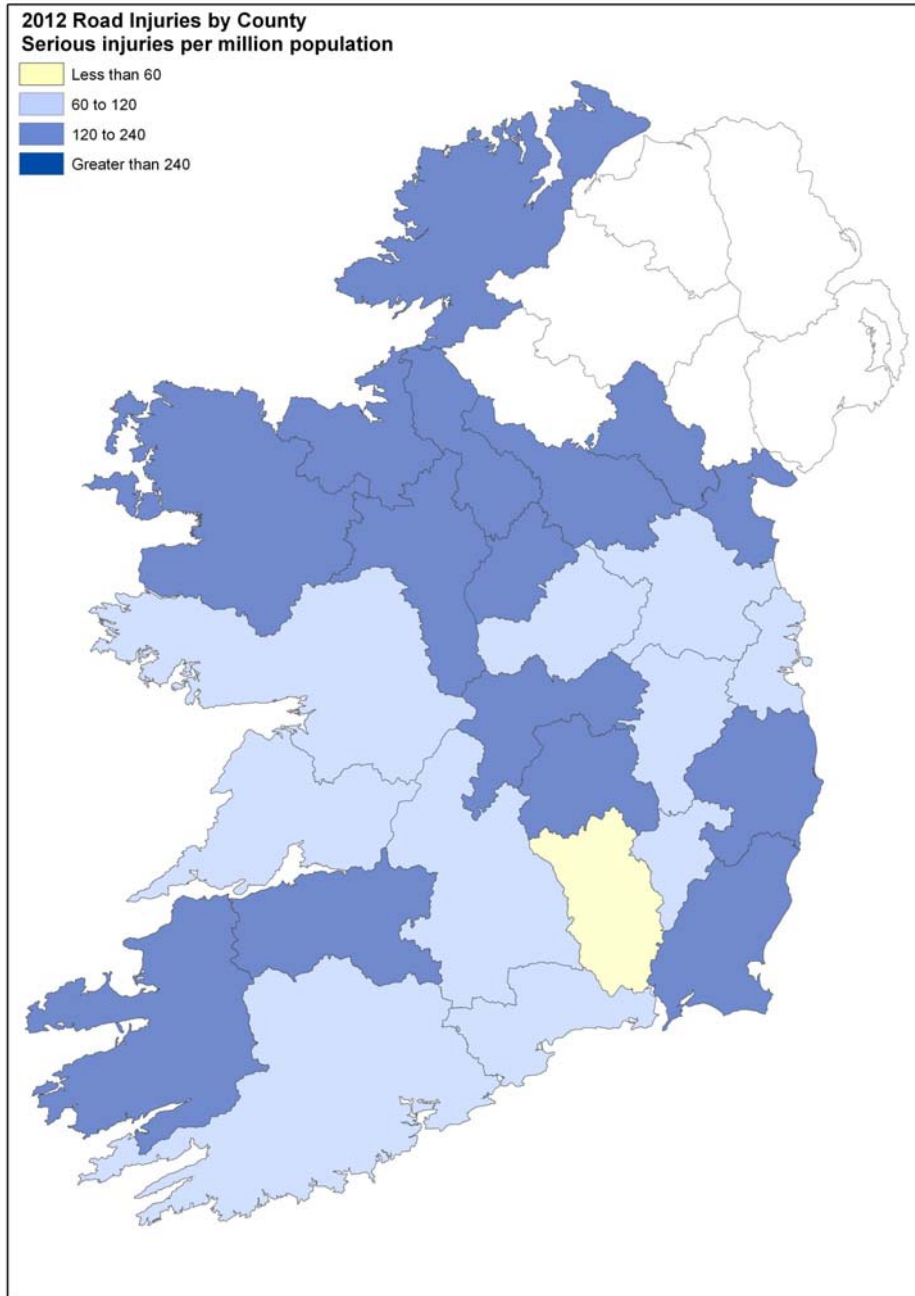 2012 Road Injuries by County
Serious injuries per million population
Less than 60
60 to 120
120 to 240
Greater than 240